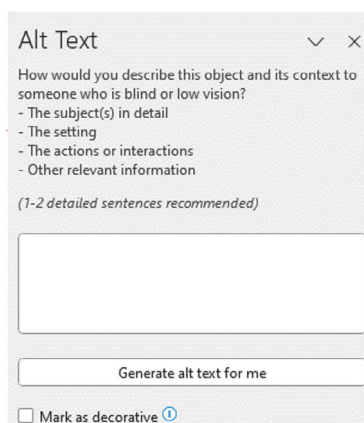 Alt Text
How would you describe this object and its context to
someone who is blind or low vision?
- The subject(s) in detail
- The setting
- The actions or interactions
- Other relevant information
(1-2 detailed sentences recommended)
Generate alt text for me
Mark as decorative